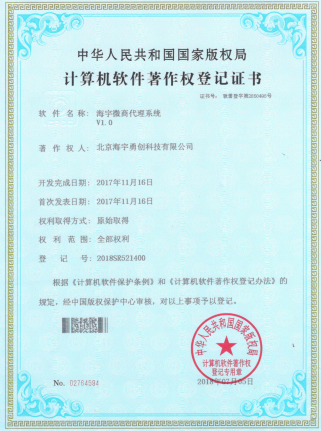 中华人民共和国国家版权局
计算机软件著作权登记证书
证书号：
软件名称： 海宇微商代理系统
V1.0
著作权人： 北京海宇勇创科技有限公司
开发完成日期： 2017年11月16日
首次发表日期： 2017年11月16日
权利取得方式： 原始取得
权利范围： 全部权利
登记号： 2018SR521400
根据《计算机软件保护条例》和《计算机软件著作权登记办法》的
规定，经中国版权保护中心审核，对以上事项予以登记。
中华人民共和国国家版权局
计算机软件著作权
登记专用章
No. 02764594
2018年07月05日